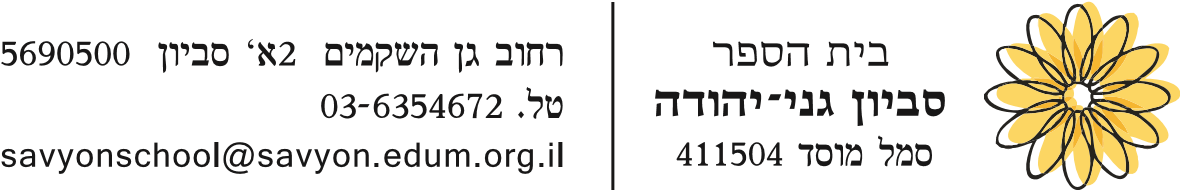 בית הספר
סביון גני-יהודה
סמל מוסד 411504
רחוב גן השקמים 2א' סביון 5690500
טל. 03-6354672
savyonschool@savyon.edum.org.il